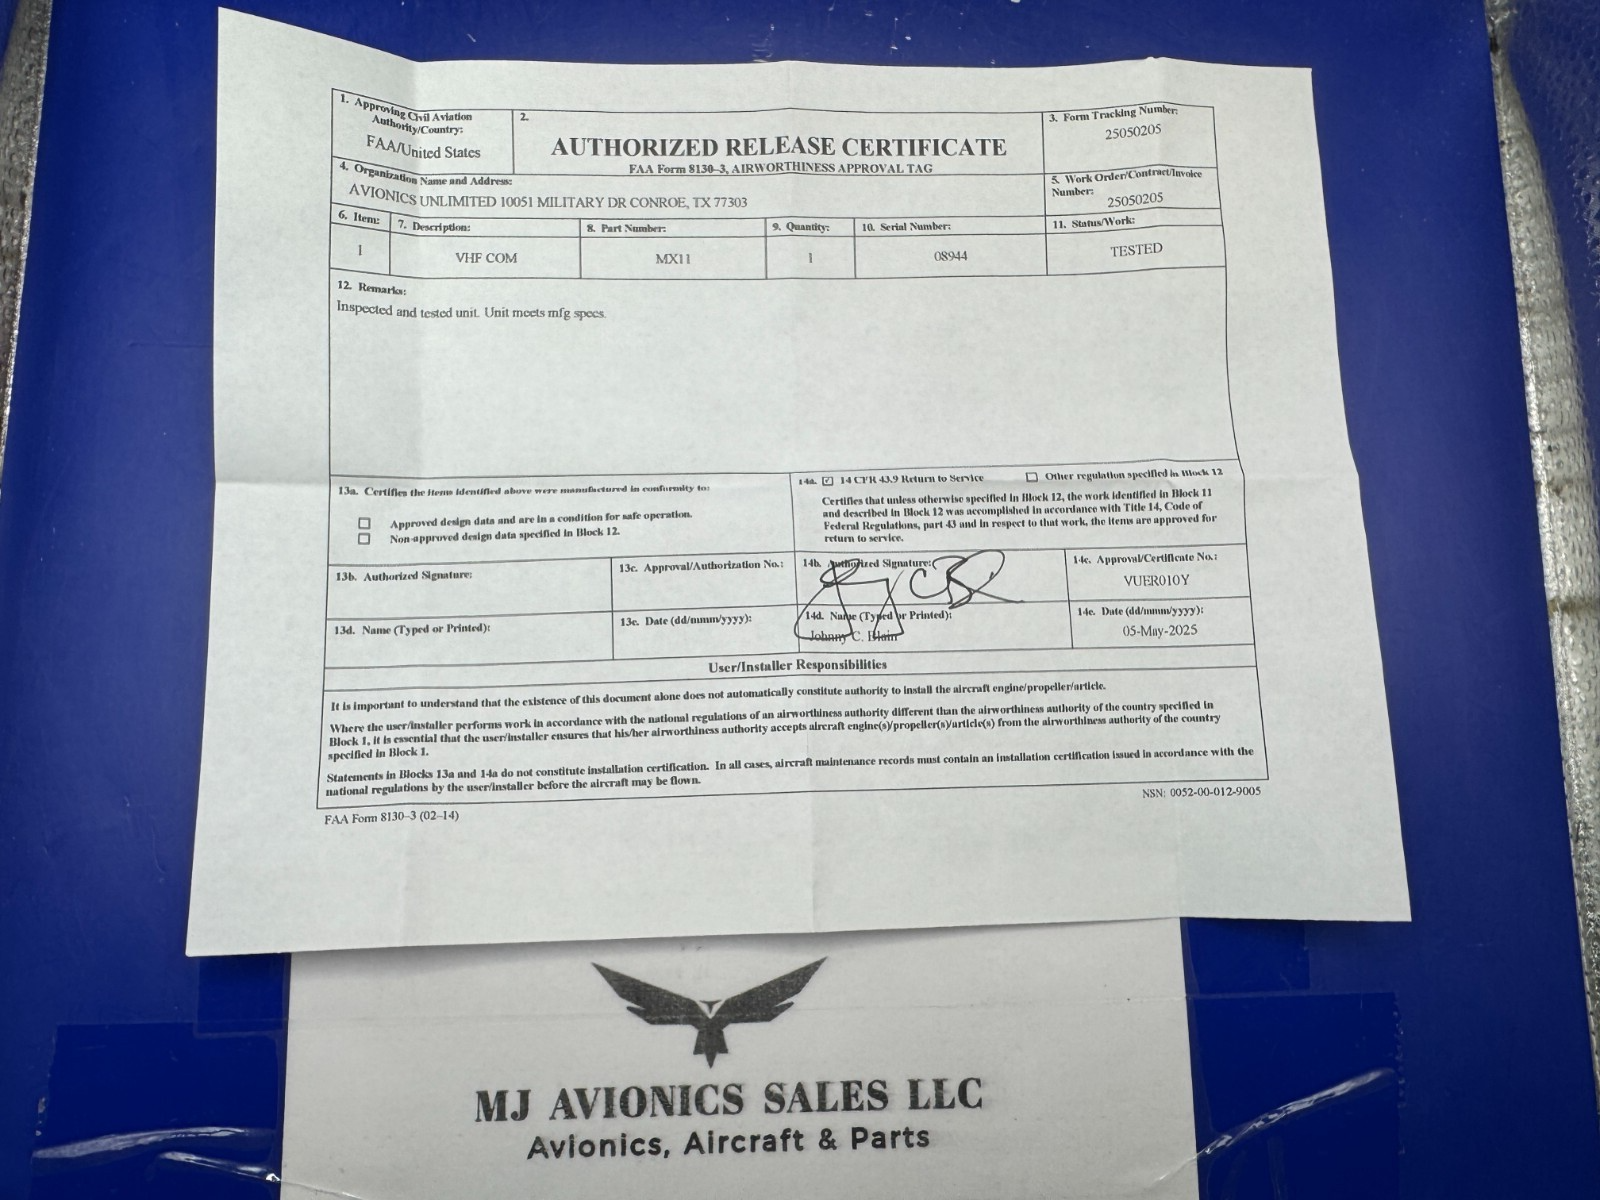 1. Approving Civil Aviation
Authority/Country:
FAA/United States
2.
AUTHORIZED RELEASE CERTIFICATE
FAA Form 8130–3, AIRWORTHINESS APPROVAL TAG
3. Form Tracking Number:
25050205
4. Organization Name and Address:
AVIONICS UNLIMITED 10051 MILITARY DR CONROE, TX 77303
5. Work Order/Contract/Invoice
Number:
25050205
6. Item:
7. Description:
8. Part Number:
9. Quantity:
10. Serial Number:
11. Status/Work:
1
VHF COM
MX11
1
08944
TESTED
12. Remarks:
Inspected and tested unit. Unit meets mfg specs.
13a. Certifies the items identified above were manufactured in conformity to:
Approved design data and are in a condition for safe operation.
Non-approved design data specified in Block 12.
14a. ☑ 14 CFR 43.9 Return to Service ☐ Other regulation specified in Block 12
Certifies that unless otherwise specified in Block 12, the work identified in Block 11
and described in Block 12 was accomplished in accordance with Title 14, Code of
Federal Regulations, part 43 and in respect to that work, the items are approved for
return to service.
13b. Authorized Signature:
13c. Approval/Authorization No.:
14b. Authorized Signature:
14c. Approval/Certificate No.:
VUER010Y
13d. Name (Typed or Printed):
13e. Date (dd/mmm/yyyy):
14d. Name (Typed or Printed):
Johnny C. Blain
14e. Date (dd/mmm/yyyy):
05-May-2025
User/Installer Responsibilities
It is important to understand that the existence of this document alone does not automatically constitute authority to install the aircraft engine/propeller/article.
Where the user/installer performs work in accordance with the national regulations of an airworthiness authority different than the airworthiness authority of the country specified in
Block 1, it is essential that the user/installer ensures that his/her airworthiness authority accepts aircraft engine(s)/propeller(s)/article(s) from the airworthiness authority of the country
specified in Block 1.
Statements in Blocks 13a and 14a do not constitute installation certification. In all cases, aircraft maintenance records must contain an installation certification issued in accordance with the
national regulations by the user/installer before the aircraft may be flown.
FAA Form 8130–3 (02–14)
NSN: 0052-00-012-9005
MJ AVIONICS SALES LLC
Avionics, Aircraft & Parts